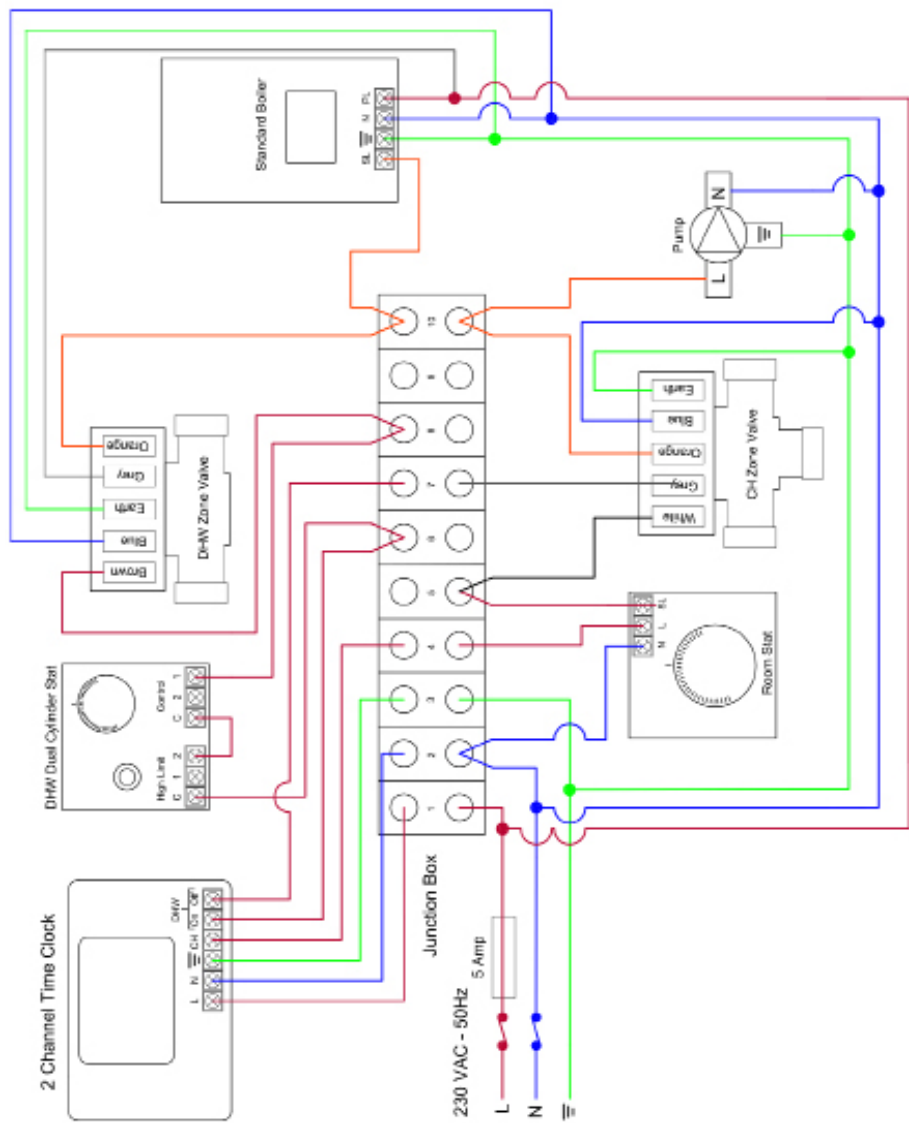 Standard Boiler
PL
N
SL
Pump
N
L
Orange
Grey
Earth
Blue
Brown
DHW Zone Valve
Earth
Blue
Orange
Grey
White
CH Zone Valve
DHW Dual Cylinder Stat
High Limit
Control
C 1 2
C 2 1
1
2
3
4
5
6
7
8
9
10
Junction Box
N L SL
Room Stat
2 Channel Time Clock
L N CH On Off
DHW
230 VAC - 50Hz
5 Amp
L
N